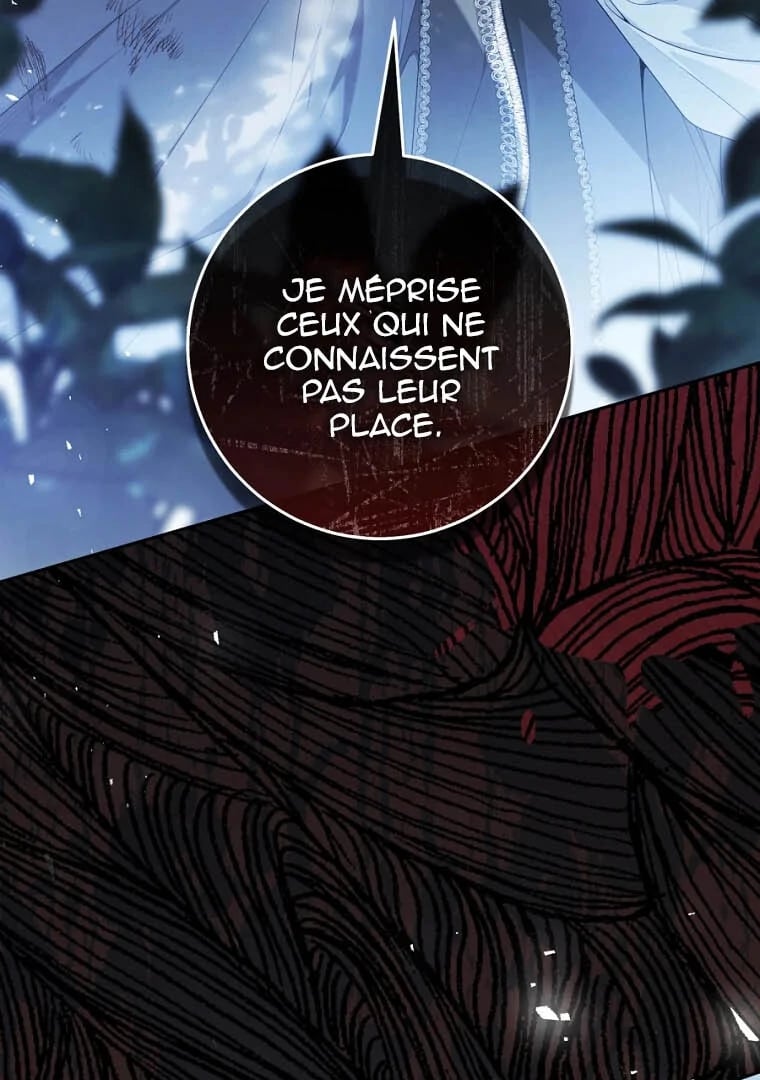 JE MÉPRISE
CEUX QUI NE
CONNAISSENT
PAS LEUR
PLACE.